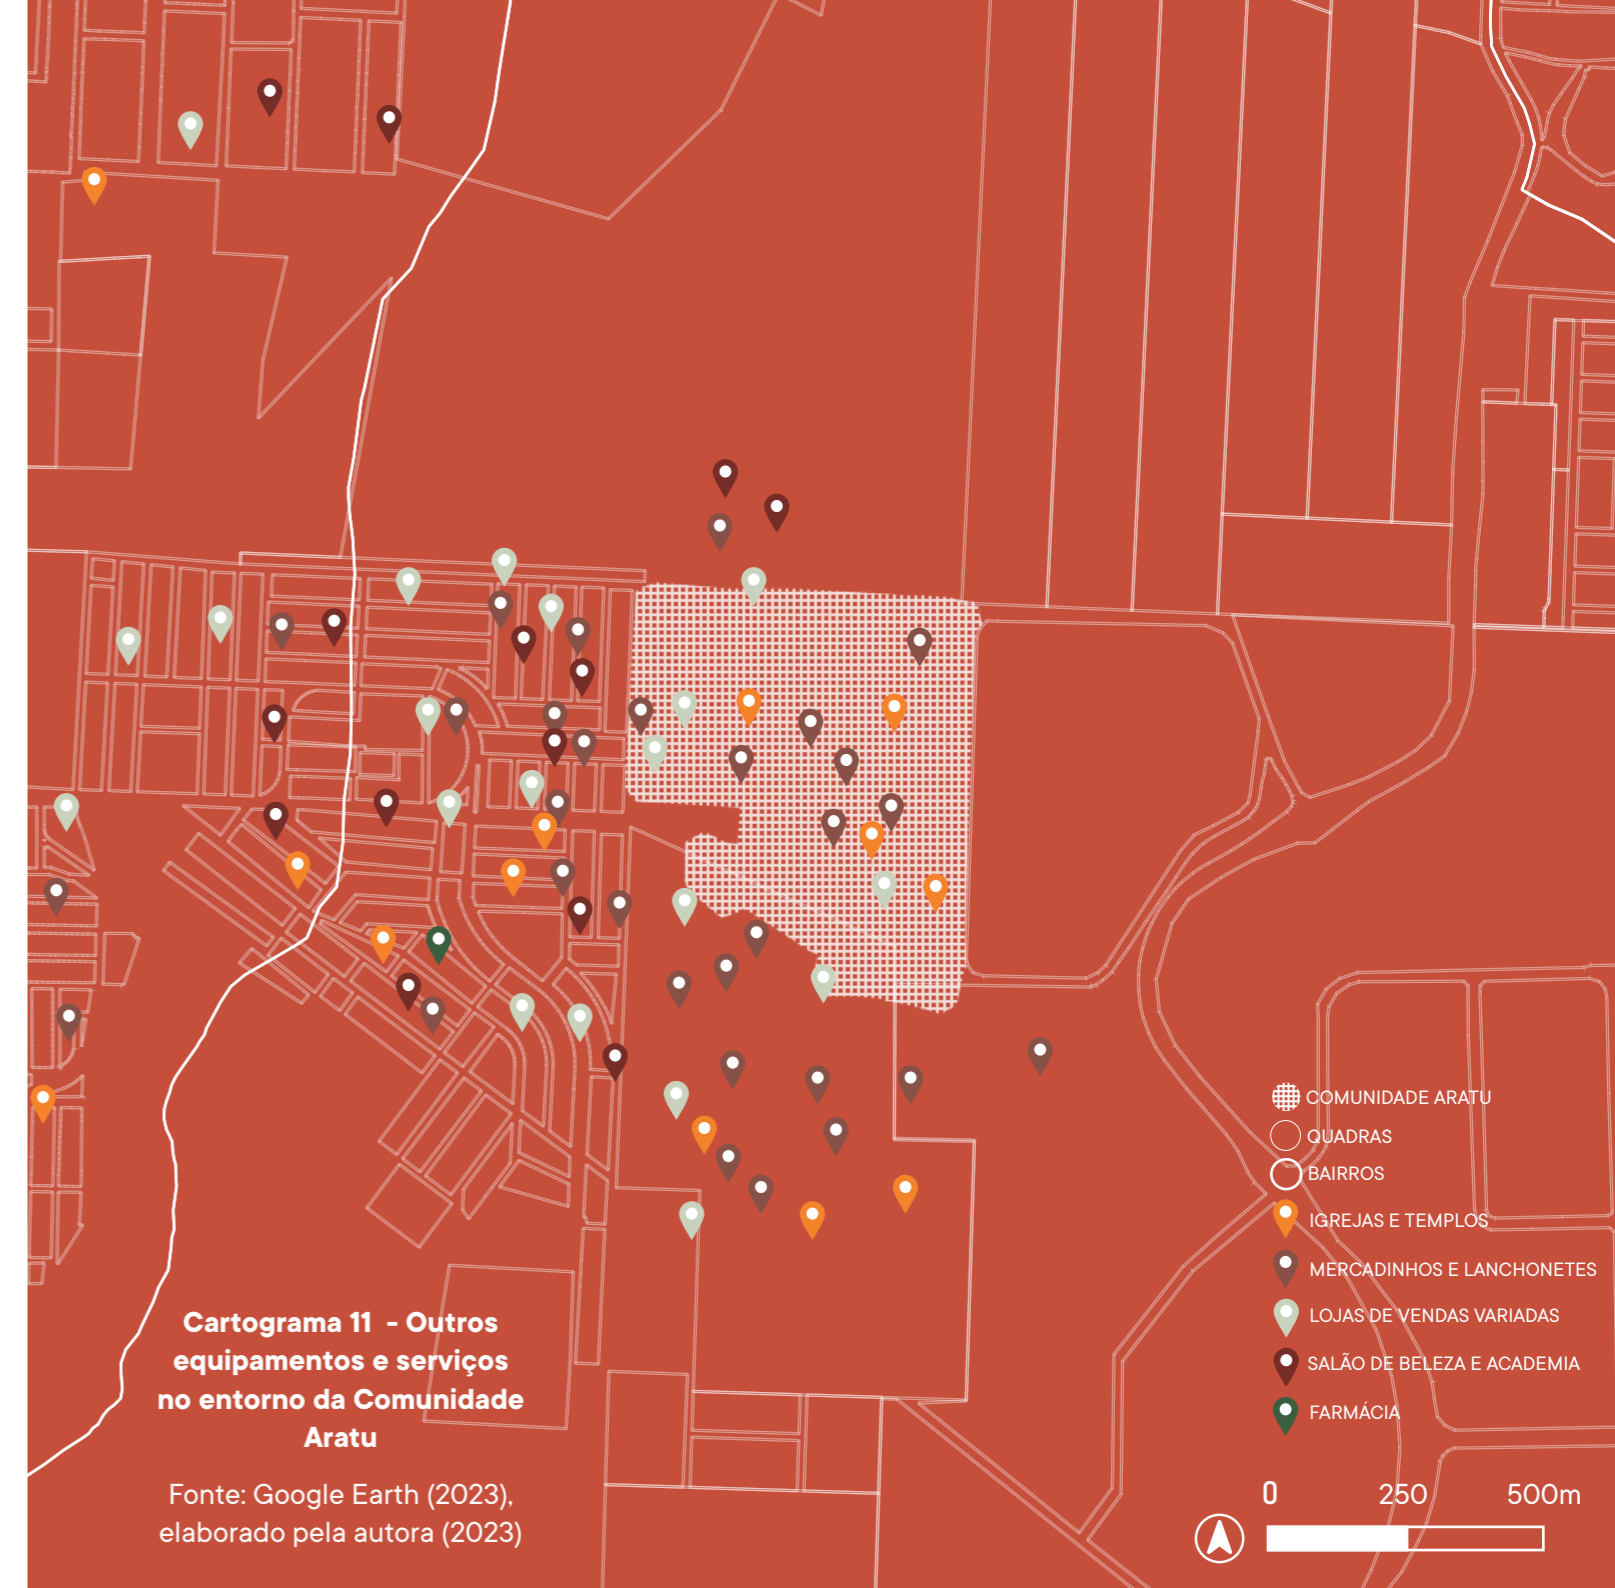 COMUNIDADE ARATU
QUADRAS
BAIRROS
IGREJAS E TEMPLOS
MERCADINHOS E LANCHONETES
LOJAS DE VENDAS VARIADAS
SALÃO DE BELEZA E ACADEMIA
FARMÁCIA
Cartograma 11 - Outros
equipamentos e serviços
no entorno da Comunidade
Aratu
Fonte: Google Earth (2023),
elaborado pela autora (2023)
0 250 500m